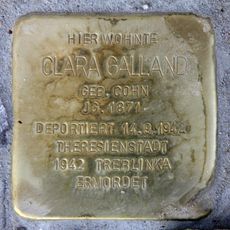 HIER WOHNTE
CLARA GALLAND
GEB. COHN
JG. 1871
DEPORTIERT 14.9.1942
THERESIENSTADT
1942 TREBLINKA
ERMORDET